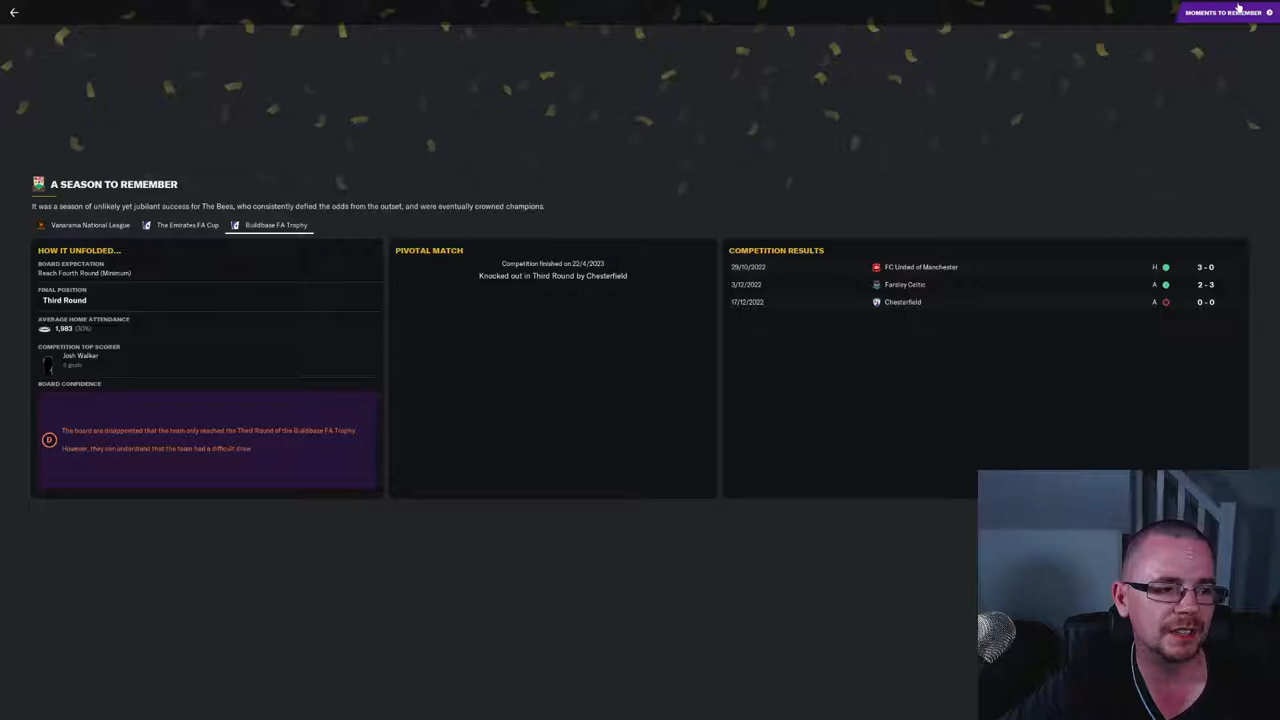 MOMENTS TO REMEMBER
A SEASON TO REMEMBER
It was a season of unlikely yet jubilant success for The Bees, who consistently defied the odds from the outset, and were eventually crowned champions.
Vanarama National League
The Emirates FA Cup
Buildbase FA Trophy
HOW IT UNFOLDED...
BOARD EXPECTATION
Reach Fourth Round (Minimum)
FINAL POSITION
Third Round
AVERAGE HOME ATTENDANCE
1,983 (30%)
COMPETITION TOP SCORER
Josh Walker
3 goals
BOARD CONFIDENCE
D
The board are disappointed that the team only reached the Third Round of the Buildbase FA Trophy
However, they can understand that the team had a difficult draw
PIVOTAL MATCH
Competition finished on 22/4/2023
Knocked out in Third Round by Chesterfield
COMPETITION RESULTS
29/10/2022 FC United of Manchester H 3 - 0
3/12/2022 Farsley Celtic A 2 - 3
17/12/2022 Chesterfield A 0 - 0